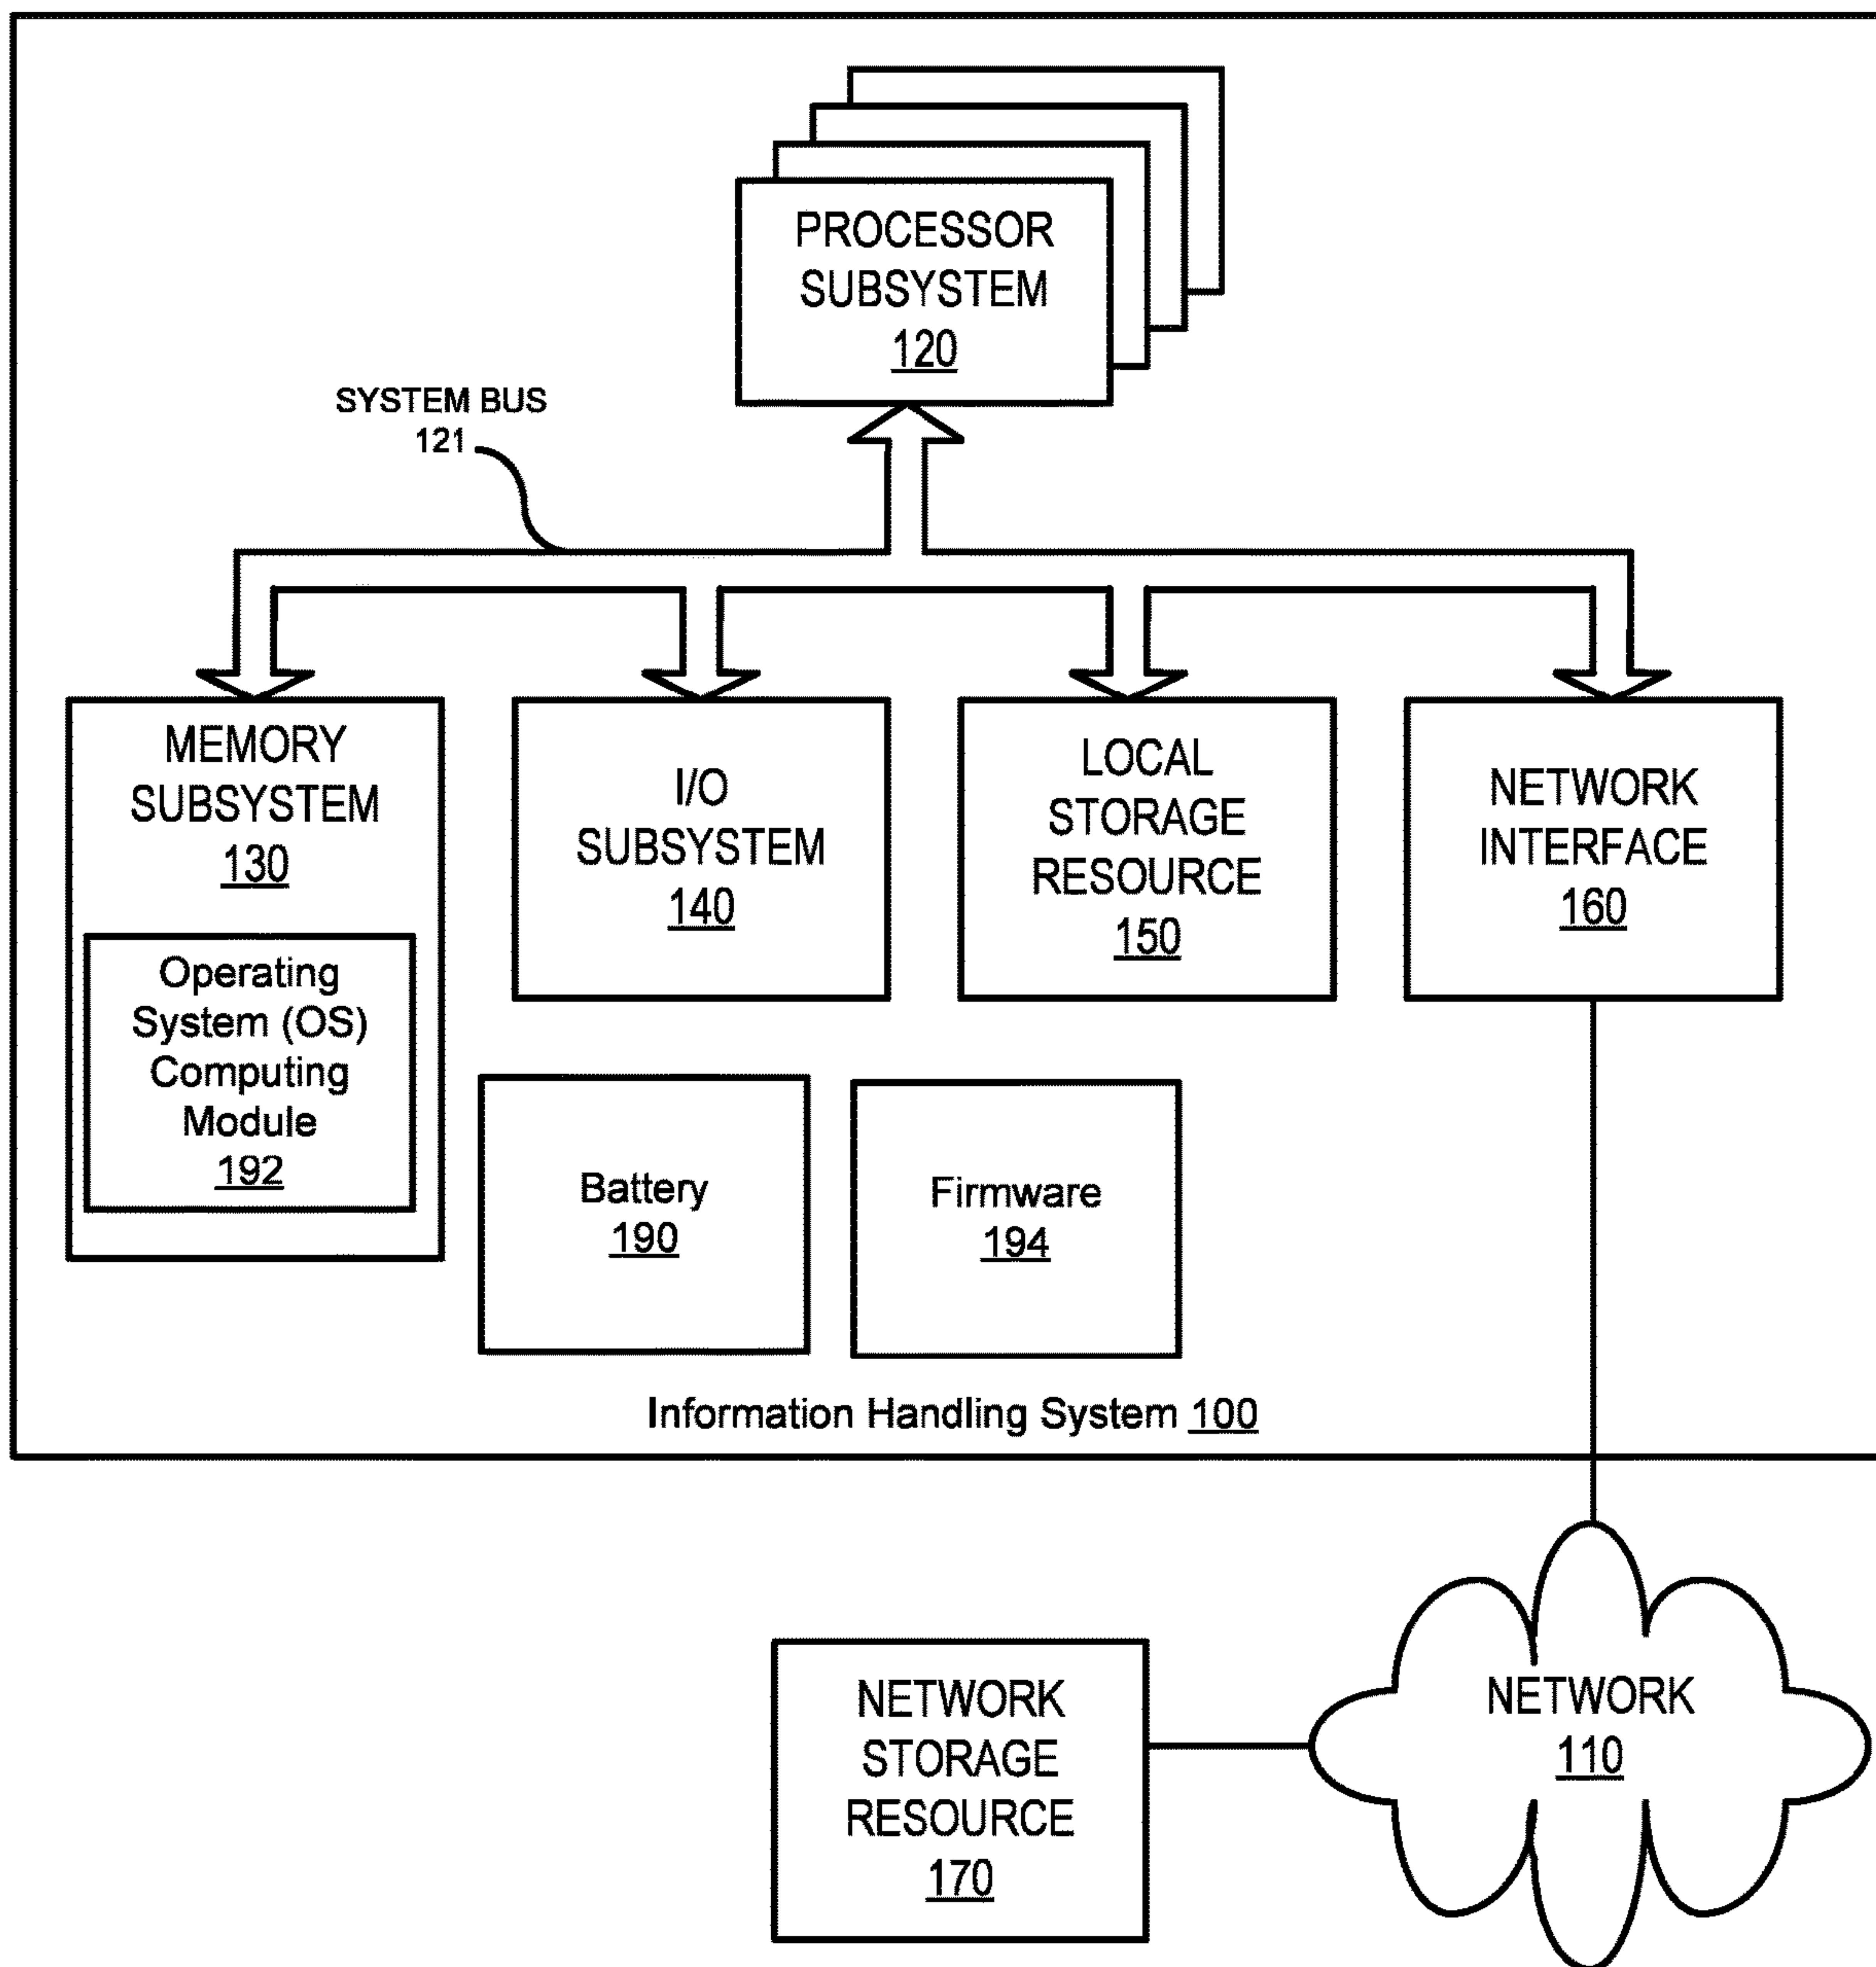 PROCESSOR
SUBSYSTEM
120
SYSTEM BUS
121
MEMORY
SUBSYSTEM
130
Operating
System (OS)
Computing
Module
192
I/O
SUBSYSTEM
140
LOCAL
STORAGE
RESOURCE
150
NETWORK
INTERFACE
160
Battery
190
Firmware
194
Information Handling System 100
NETWORK
STORAGE
RESOURCE
170
NETWORK
110